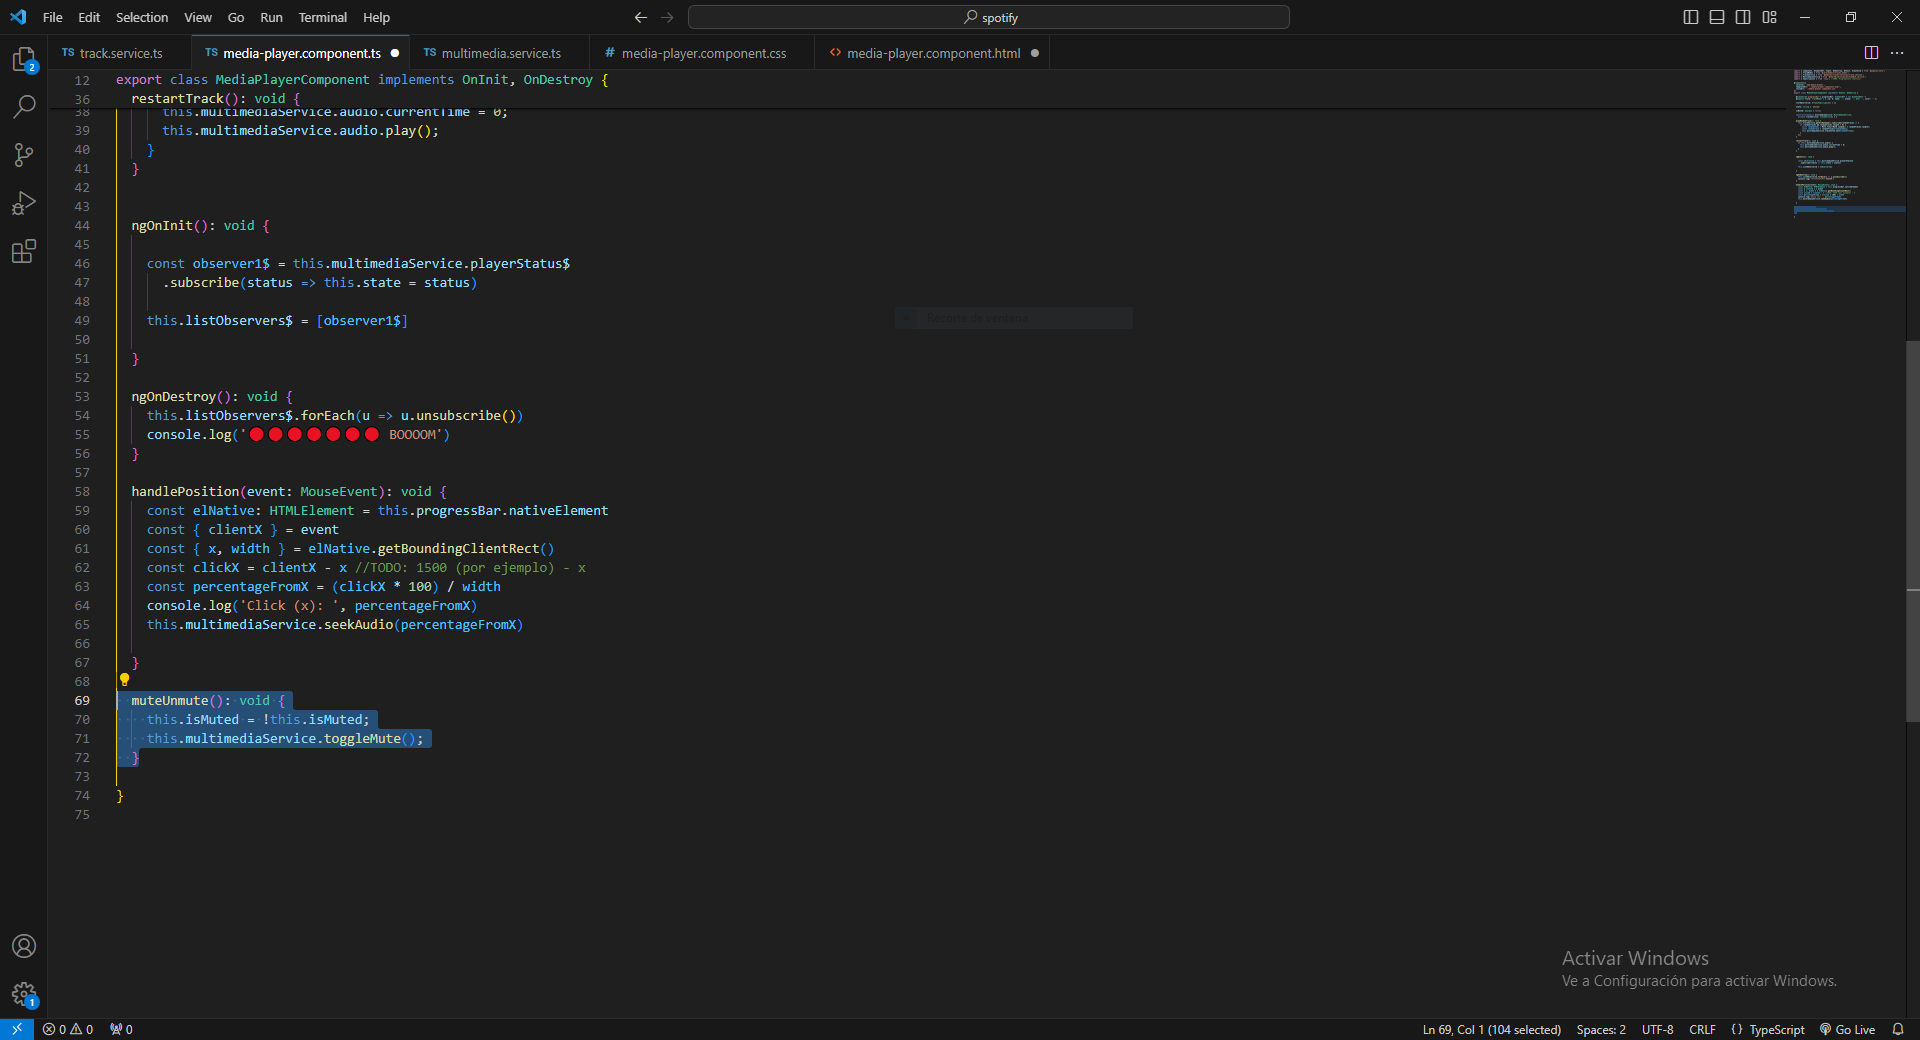 File Edit Selection View Go Run Terminal Help
spotify
TS track.service.ts
TS media-player.component.ts
TS multimedia.service.ts
# media-player.component.css
<> media-player.component.html
12 export class MediaPlayerComponent implements OnInit, OnDestroy {
36 restartTrack(): void {
38 this.multimediaService.audio.currentTime = 0;
39 this.multimediaService.audio.play();
40 }
41 }
42
43
44 ngOnInit(): void {
45
46 const observer1$ = this.multimediaService.playerStatus$
47 .subscribe(status => this.state = status)
48
49 this.listObservers$ = [observer1$]
50
51 }
52
53 ngOnDestroy(): void {
54 this.listObservers$.forEach(u => u.unsubscribe())
55 console.log('🔴🔴🔴🔴🔴🔴🔴 BOOOOM')
56 }
57
58 handlePosition(event: MouseEvent): void {
59 const elNative: HTMLElement = this.progressBar.nativeElement
60 const { clientX } = event
61 const { x, width } = elNative.getBoundingClientRect()
62 const clickX = clientX - x //TODO: 1500 (por ejemplo) - x
63 const percentageFromX = (clickX * 100) / width
64 console.log('Click (x): ', percentageFromX)
65 this.multimediaService.seekAudio(percentageFromX)
66
67 }
68
69 muteUnmute(): void {
70 this.isMuted = !this.isMuted;
71 this.multimediaService.toggleMute();
72 }
73
74 }
75
2
1
Activar Windows
Ve a Configuración para activar Windows.
0 0 0
Ln 69, Col 1 (104 selected) Spaces: 2 UTF-8 CRLF {} TypeScript Go Live